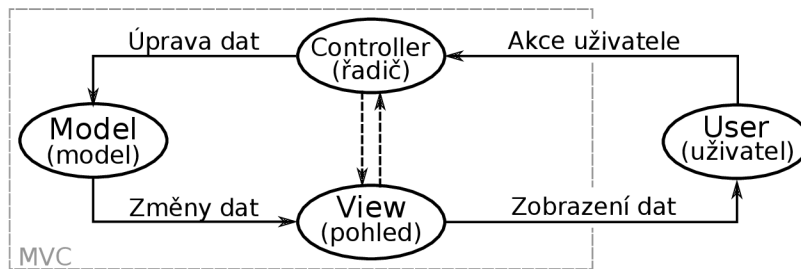 Úprava dat
Controller
(řadič)
Akce uživatele
Model
(model)
User
(uživatel)
Změny dat
View
(pohled)
Zobrazení dat
MVC